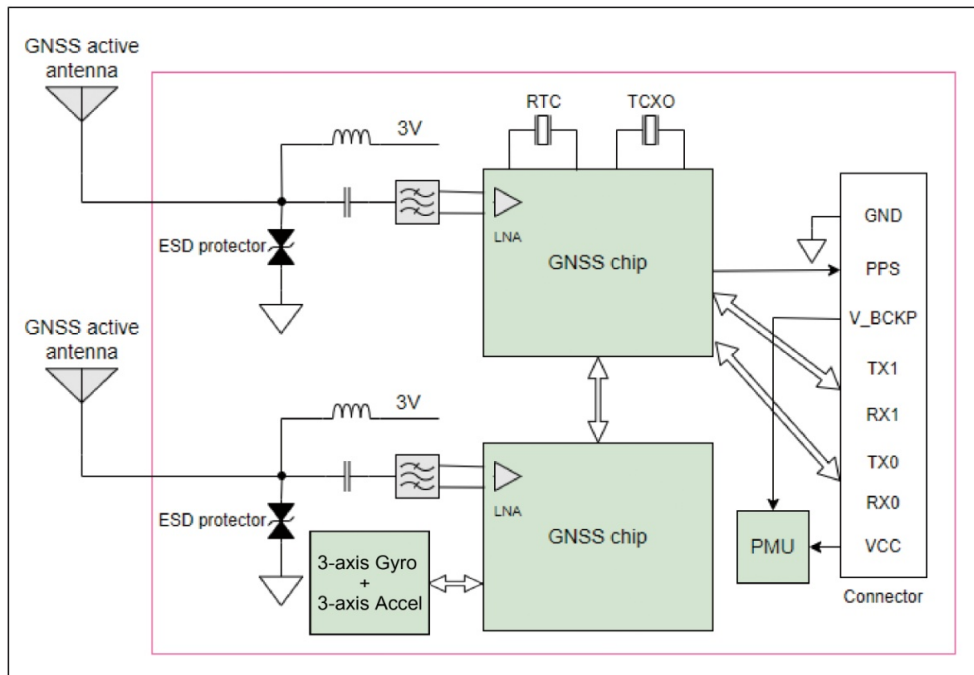 GNSS active
antenna
RTC
TCXO
3V
ESD protector
LNA
GNSS chip
GND
PPS
V_BCKP
TX1
RX1
TX0
RX0
VCC
Connector
PMU
GNSS active
antenna
3V
ESD protector
LNA
GNSS chip
3-axis Gyro
+
3-axis Accel